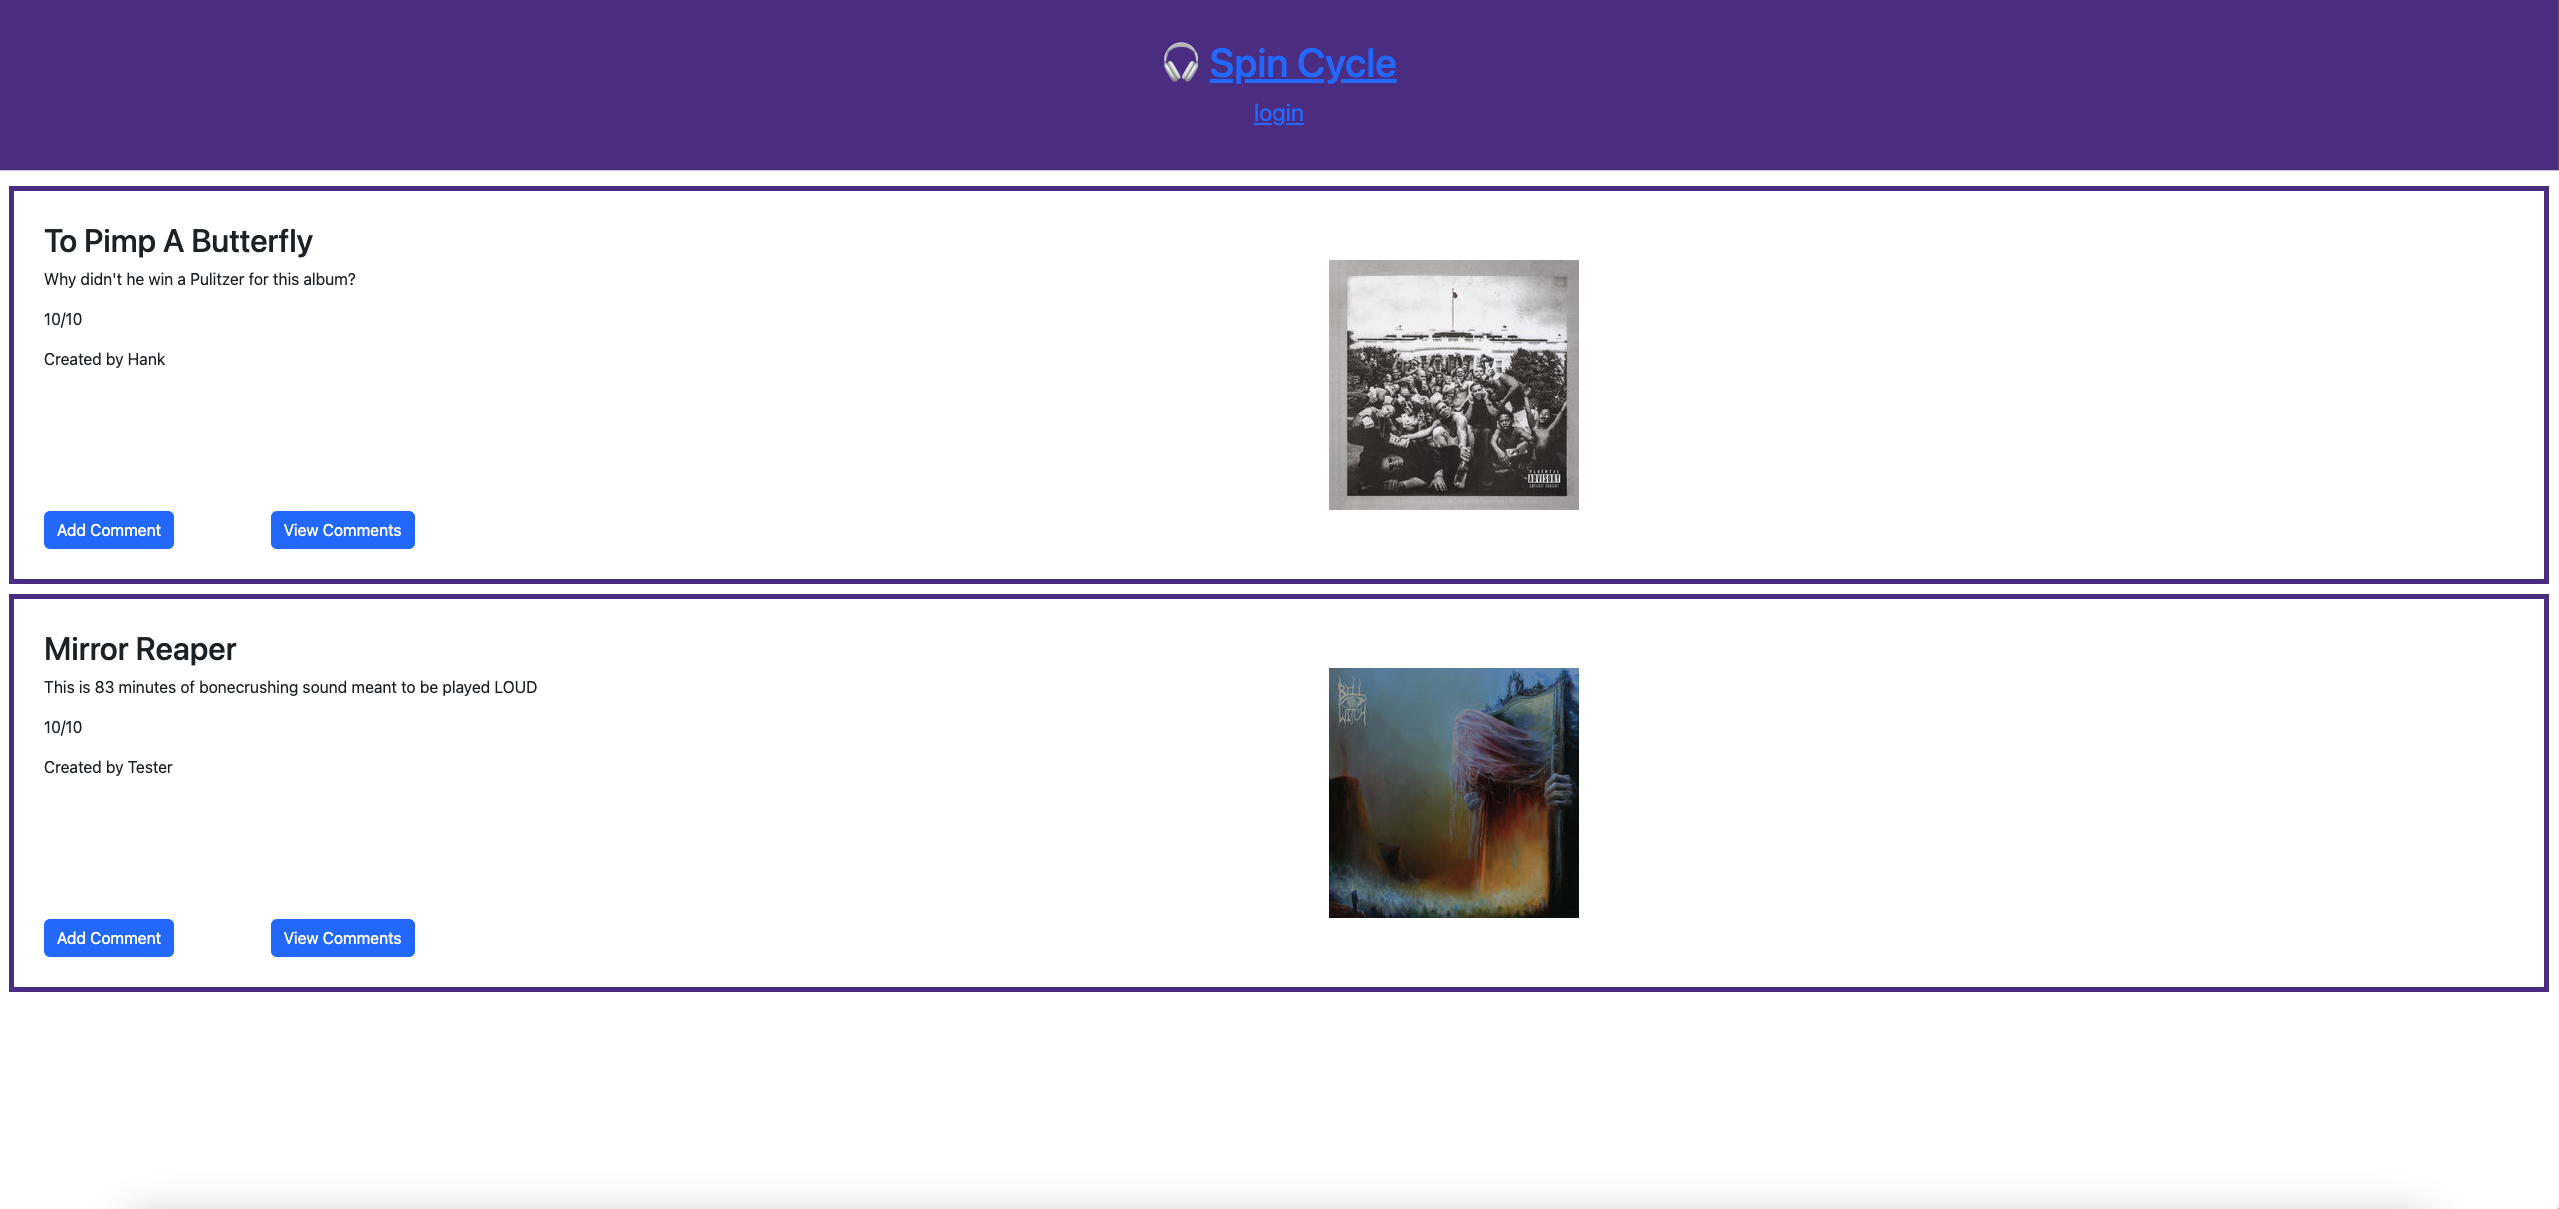 🎧 Spin Cycle
login
To Pimp A Butterfly
Why didn't he win a Pulitzer for this album?
10/10
Created by Hank
PARENTAL
ADVISORY
EXPLICIT CONTENT
Add Comment
View Comments
Mirror Reaper
This is 83 minutes of bonecrushing sound meant to be played LOUD
10/10
Created by Tester
BELL
WITCH
Add Comment
View Comments